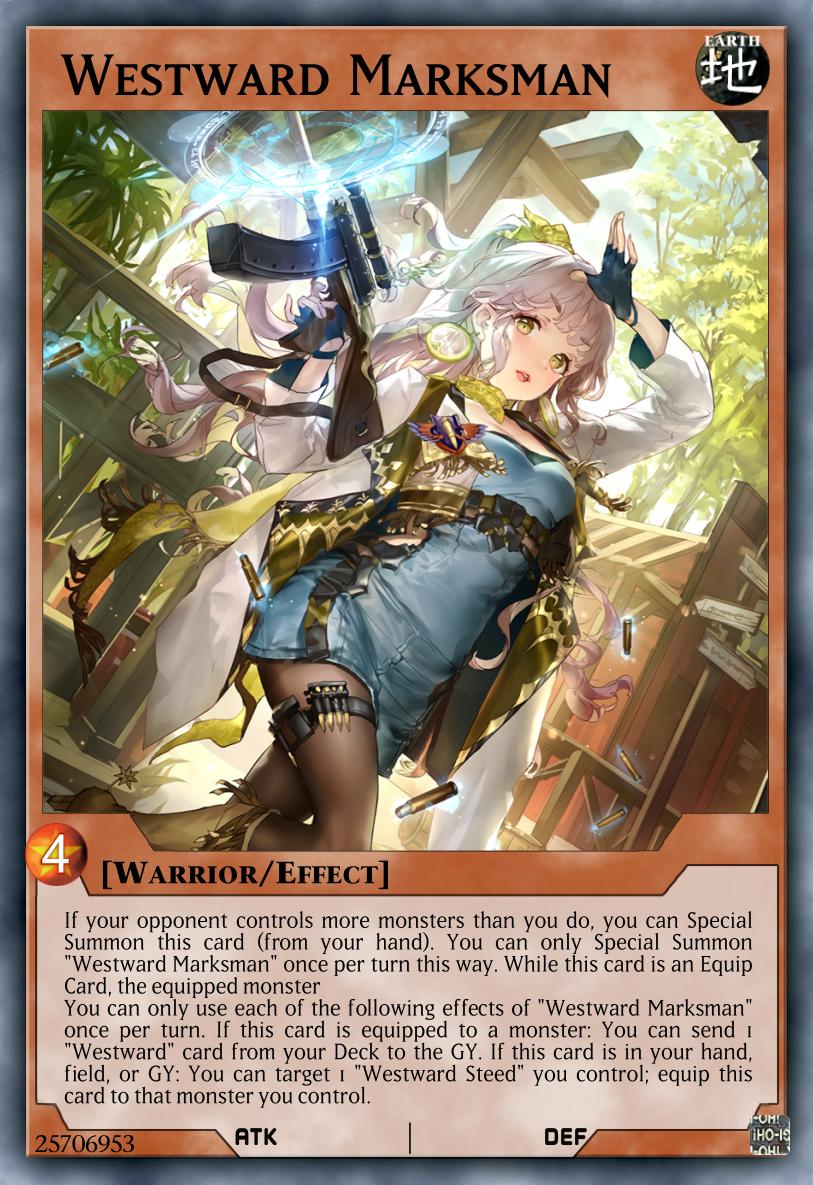 Westward Marksman
EARTH
地
4
[Warrior/Effect]
If your opponent controls more monsters than you do, you can Special
Summon this card (from your hand). You can only Special Summon
"Westward Marksman" once per turn this way. While this card is an Equip
Card, the equipped monster
You can only use each of the following effects of "Westward Marksman"
once per turn. If this card is equipped to a monster: You can send 1
"Westward" card from your Deck to the GY. If this card is in your hand,
field, or GY: You can target 1 "Westward Steed" you control; equip this
card to that monster you control.
25706953
ATK
DEF